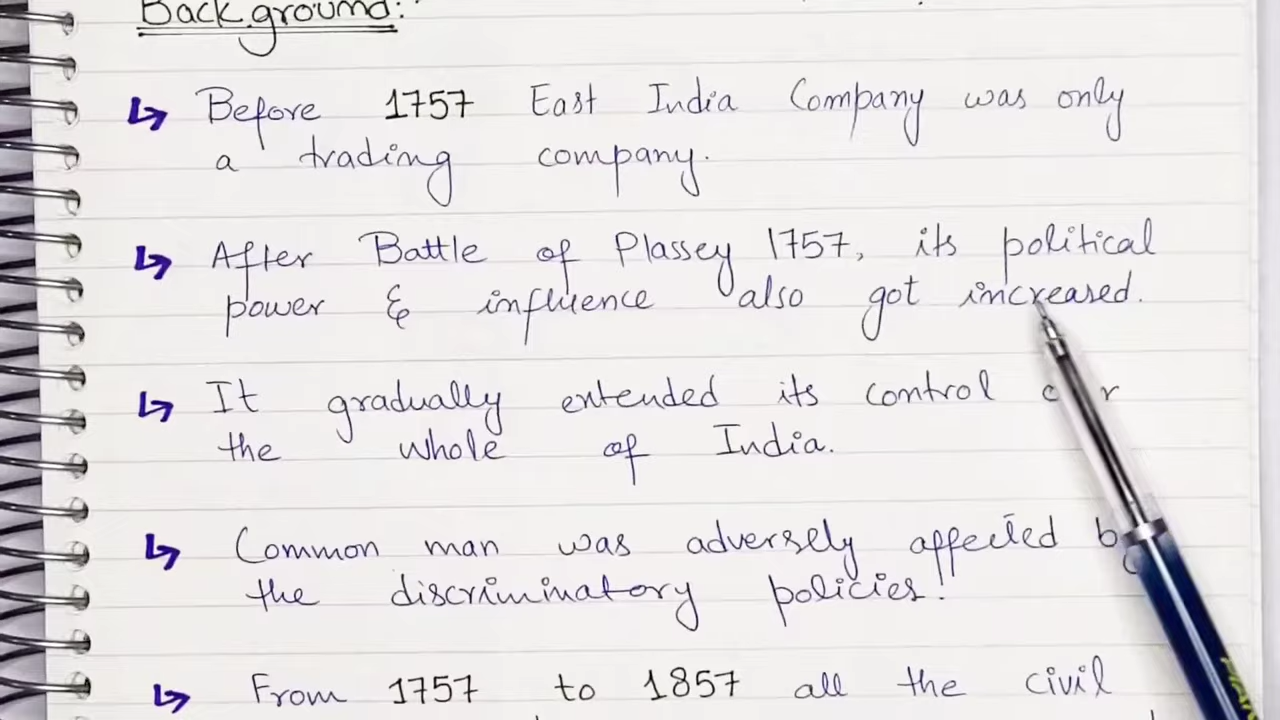 Background:
↳ Before 1757 East India Company was only
a trading company.
↳ After Battle of Plassey 1757, its political
power & influence also got increased.
↳ It gradually extended its control
the whole of India.
↳ Common man was adversely affected by
the discriminatory policies!
↳ From 1757 to 1857 all the civil